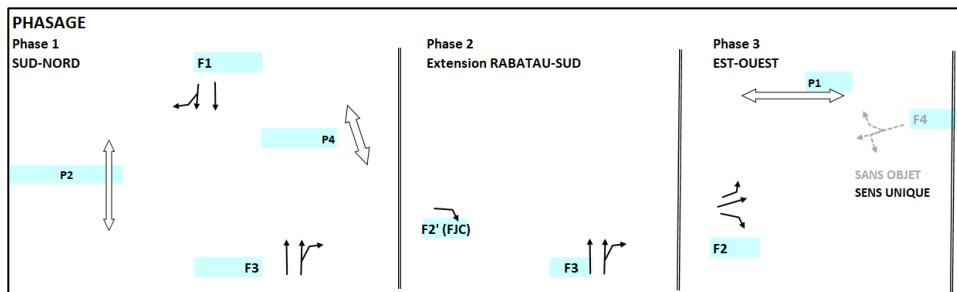 PHASAGE
Phase 1
SUD-NORD
F1
P4
P2
F3
Phase 2
Extension RABATAU-SUD
F2' (FJC)
F3
Phase 3
EST-OUEST
P1
F4
SANS OBJET
SENS UNIQUE
F2